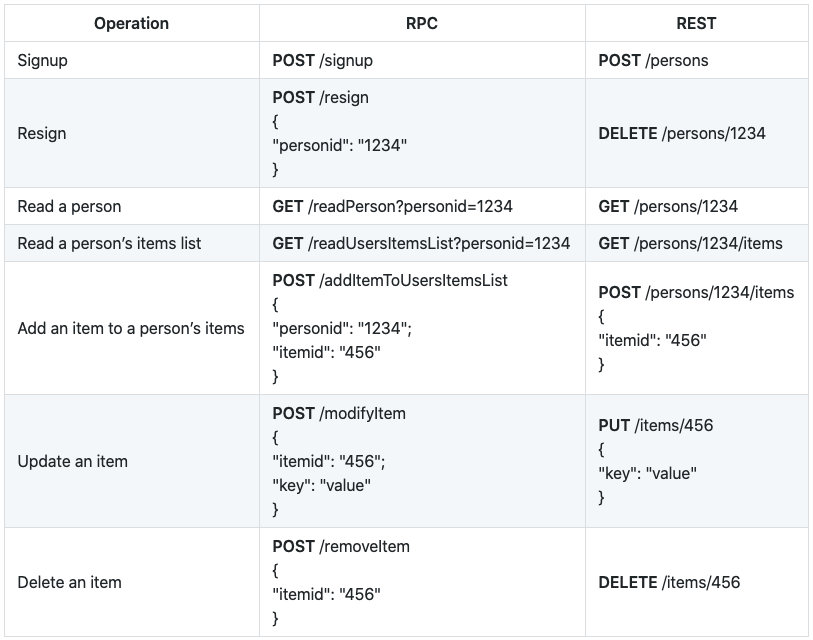 Operation RPC REST
Signup POST /signup POST /persons
Resign
POST /resign
{
"personid": "1234"
}
DELETE /persons/1234
Read a person GET /readPerson?personid=1234 GET /persons/1234
Read a person’s items list GET /readUsersItemsList?personid=1234 GET /persons/1234/items
Add an item to a person’s items
POST /addItemToUsersItemsList
{
"personid": "1234";
"itemid": "456"
}
POST /persons/1234/items
{
"itemid": "456"
}
Update an item
POST /modifyItem
{
"itemid": "456";
"key": "value"
}
PUT /items/456
{
"key": "value"
}
Delete an item
POST /removeItem
{
"itemid": "456"
}
DELETE /items/456